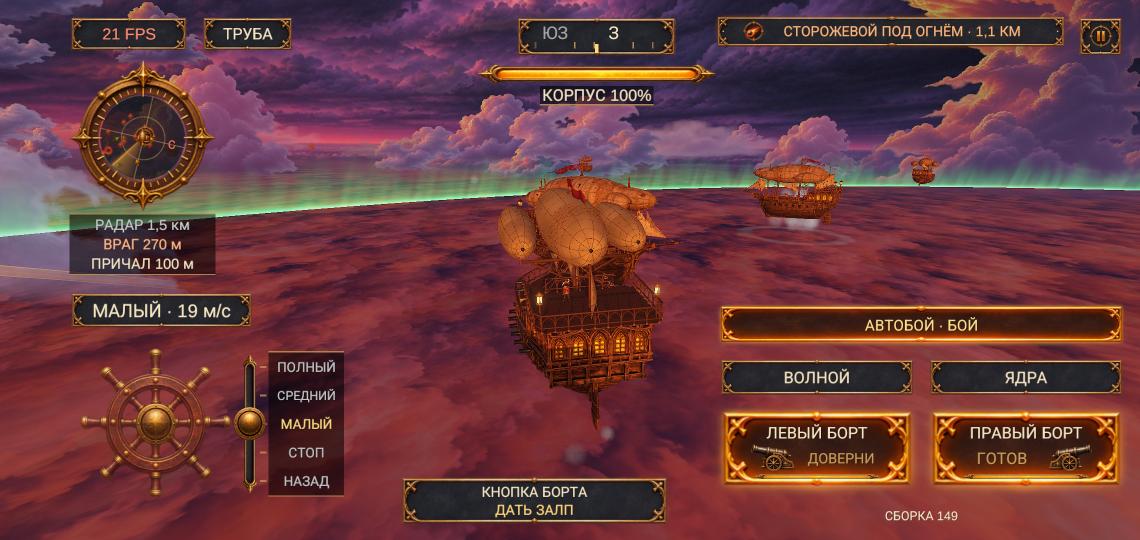 21 FPS
ТРУБА
ЮЗ
З
СТОРОЖЕВОЙ ПОД ОГНЁМ · 1,1 КМ
КОРПУС 100%
С
РАДАР 1,5 км
ВРАГ 270 м
ПРИЧАЛ 100 м
МАЛЫЙ · 19 м/с
ПОЛНЫЙ
СРЕДНИЙ
МАЛЫЙ
СТОП
НАЗАД
АВТОБОЙ · БОЙ
ВОЛНОЙ
ЯДРА
ЛЕВЫЙ БОРТ
ДОВЕРНИ
ПРАВЫЙ БОРТ
ГОТОВ
КНОПКА БОРТА
ДАТЬ ЗАЛП
СБОРКА 149